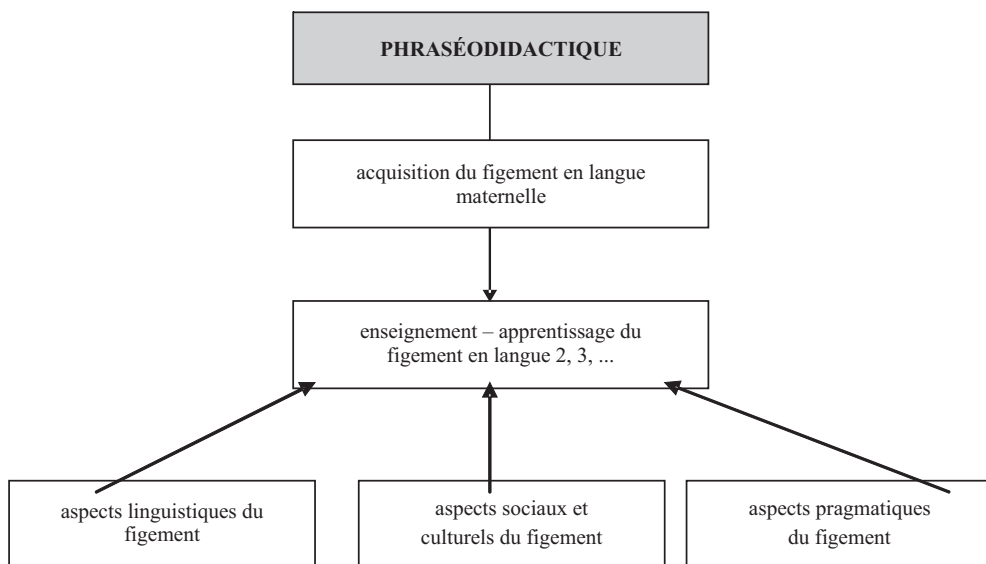 PHRASÉODIDACTIQUE
acquisition du figement en langue
maternelle
enseignement – apprentissage du
figement en langue 2, 3, ...
aspects linguistiques du
figement
aspects sociaux et
culturels du figement
aspects pragmatiques
du figement